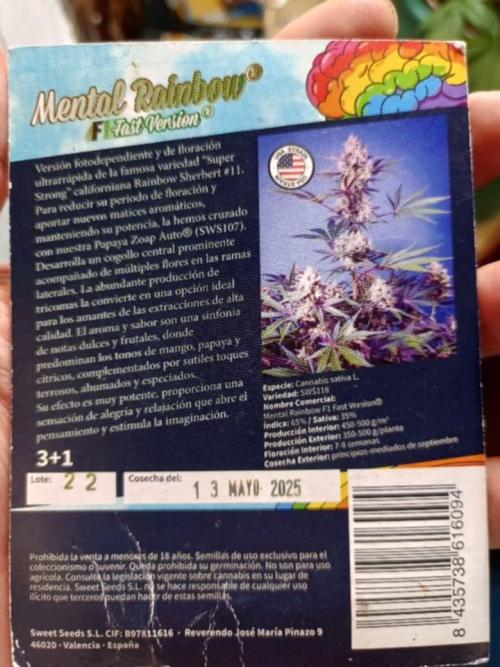 Mental Rainbow®
F1 Fast Version®
Versión fotodependiente y de floración
ultrarrápida de la famosa variedad "Super
Strong" californiana Rainbow Sherbert #11.
Para reducir su periodo de floración y
aportar nuevos matices aromáticos,
manteniendo su potencia, la hemos cruzado
con nuestra Papaya Zoap Auto® (SWS107).
Desarrolla un cogollo central prominente
acompañado de múltiples flores en las ramas
laterales. La abundante producción de
tricomas la convierte en una opción ideal
para los amantes de las extracciones de alta
calidad. El aroma y sabor son una sinfonía
de notas dulces y frutales, donde
predominan los tonos de mango, papaya y
cítricos, complementados por sutiles toques
terrosos, ahumados y especiados.
Su efecto es muy potente, proporciona una
sensación de alegría y relajación que abre el
pensamiento y estimula la imaginación.
USA STRAIN
Especie: Cannabis sativa L.
Variedad: SWS118
Nombre Comercial:
Mental Rainbow F1 Fast Version®
Índica: 65% / Sativa: 35%
Producción Interior: 450-500 g/m²
Producción Exterior: 350-500 g/planta
Floración Interior: 7-8 semanas
Cosecha Exterior: principios-mediados de septiembre
3+1
Lote: 2 2
Cosecha del: 1 3 MAYO 2025
Prohibida la venta a menores de 18 años. Semillas de uso exclusivo para el
coleccionismo o suvenir. Queda prohibida su germinación. No son para uso
agrícola. Consulta la legislación vigente sobre cannabis en su lugar de
residencia. Sweet Seeds S.L. no se hace responsable de cualquier uso
ilícito que terceros puedan hacer de estas semillas.
Sweet Seeds S.L. CIF: B97811616 · Reverendo José María Pinazo 9
46020 · Valencia · España
8 435738 616094